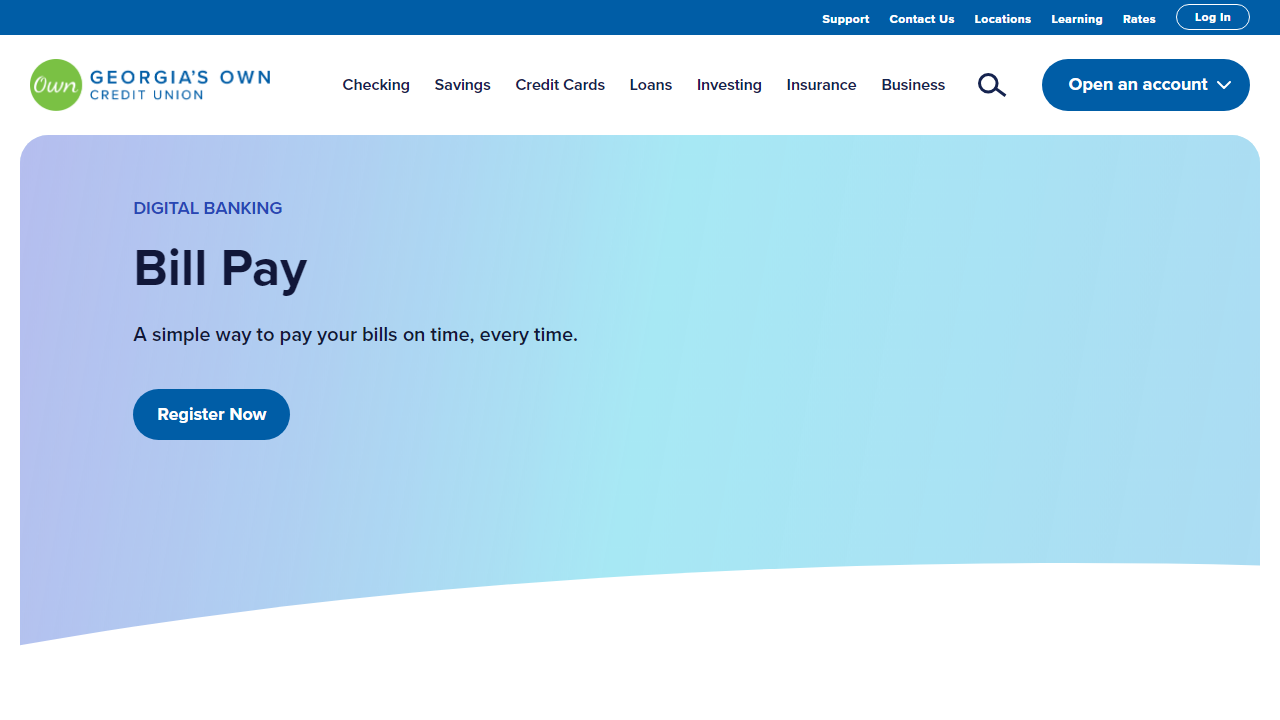 Support Contact Us Locations Learning Rates Log In
Own GEORGIA'S OWN
CREDIT UNION
Checking Savings Credit Cards Loans Investing Insurance Business Open an account
DIGITAL BANKING
Bill Pay
A simple way to pay your bills on time, every time.
Register Now